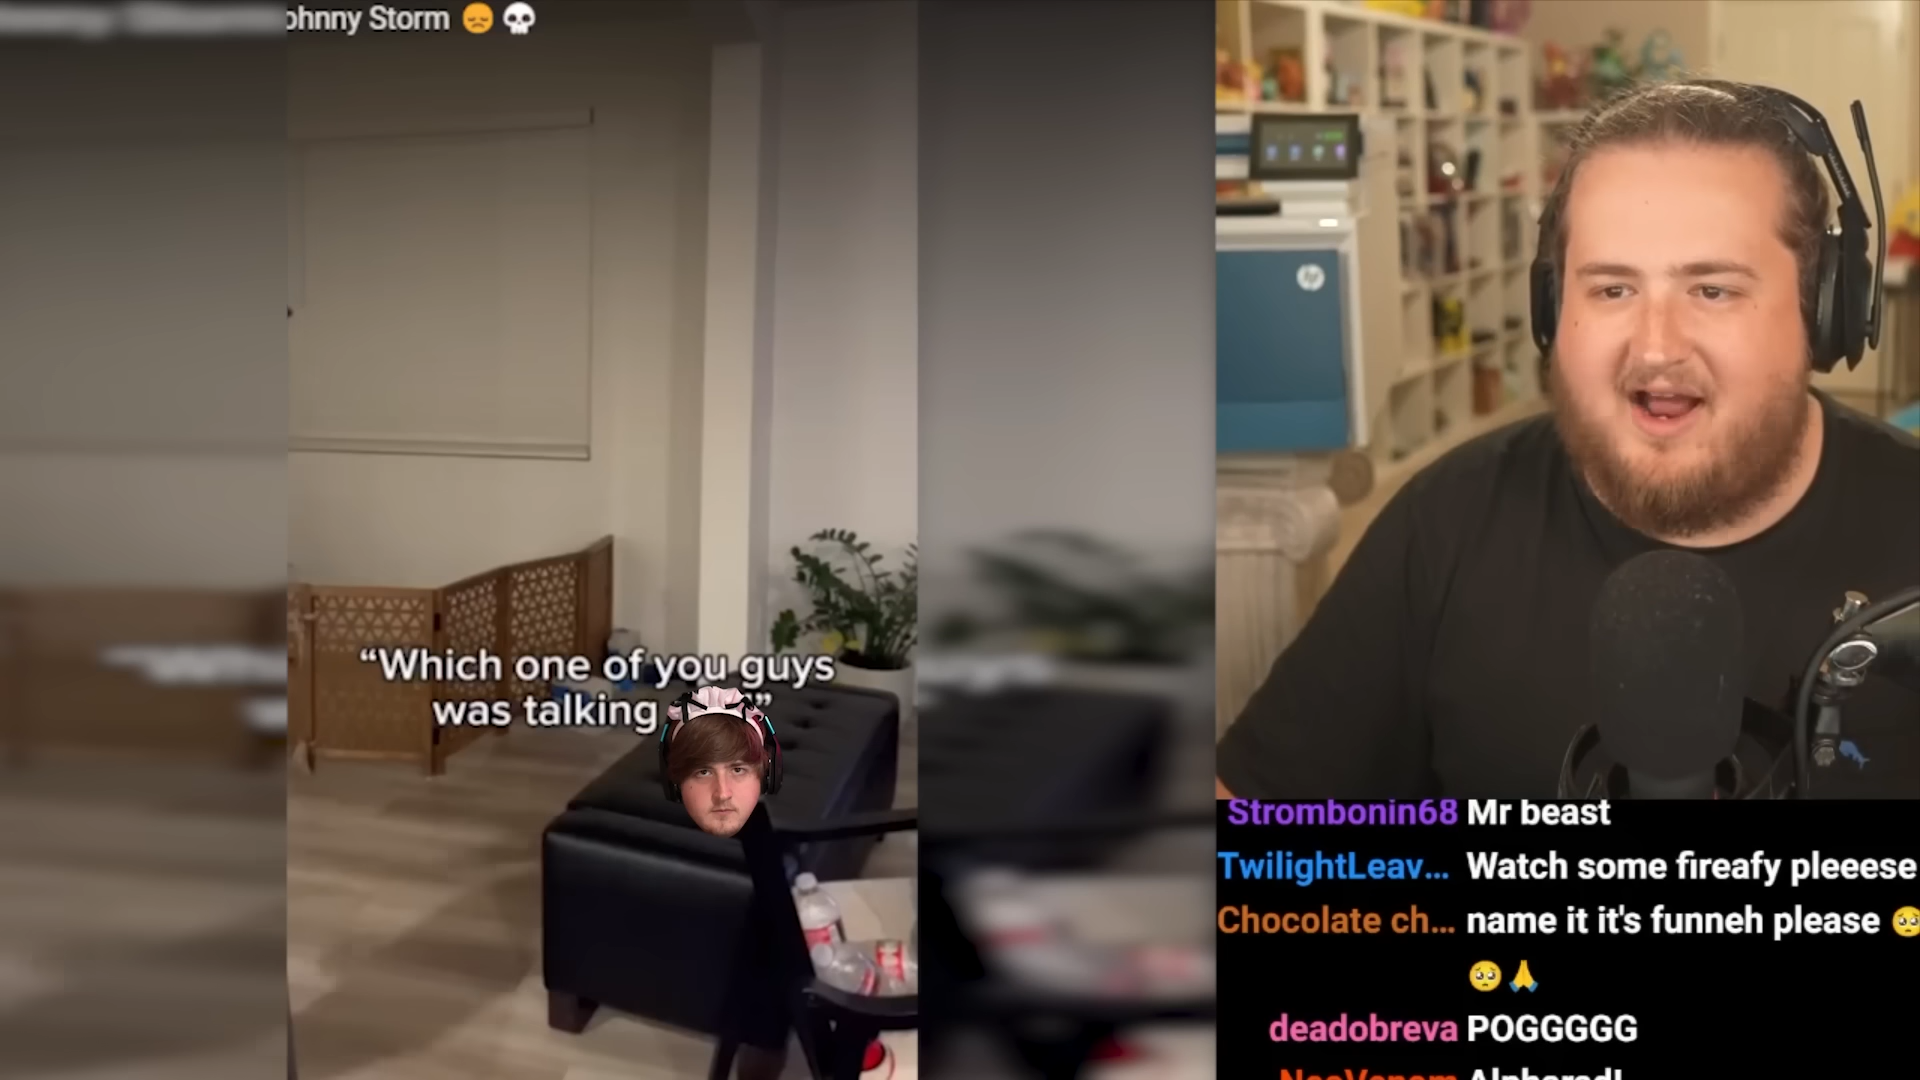 ohnny Storm 😞💀
“Which one of you guys
was talking ”
hp
Strombonin68 Mr beast
TwilightLeav... Watch some fireafy pleeese
Chocolate ch... name it it's funneh please 🥺
🥺🙏
deadobreva POGGGGG